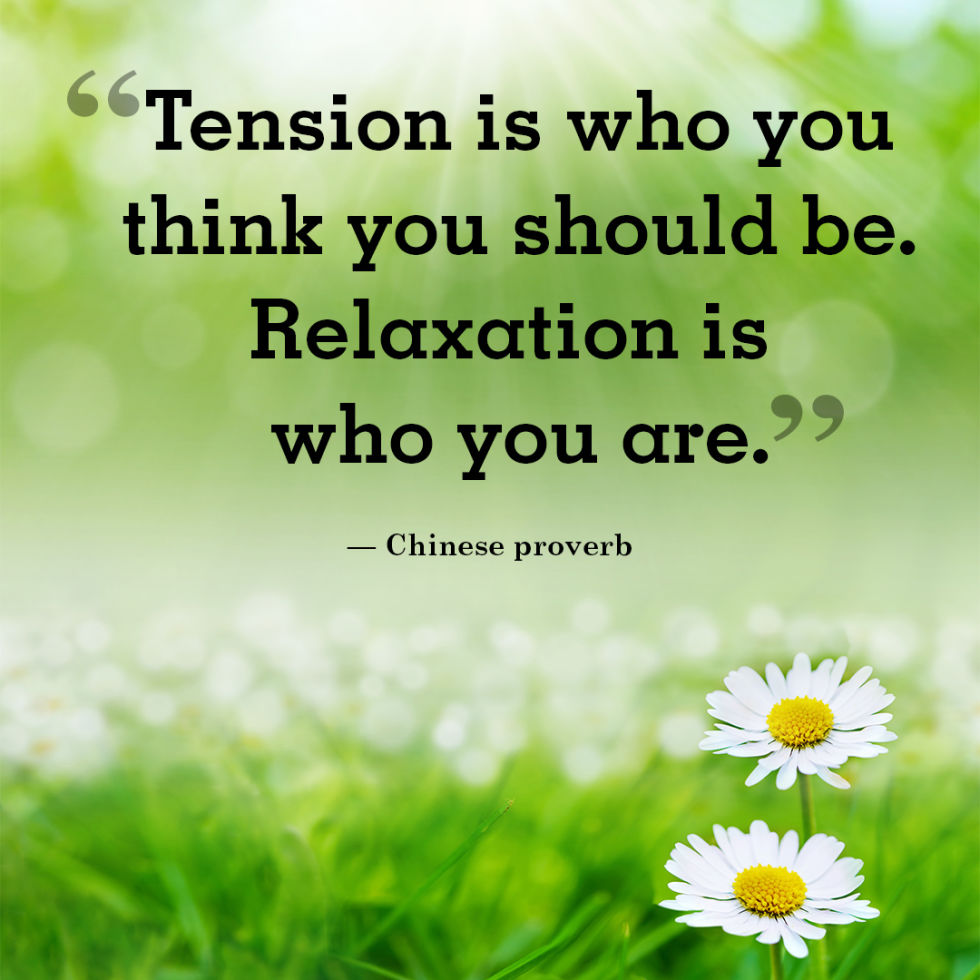 “Tension is who you
think you should be.
Relaxation is
who you are.”
— Chinese proverb